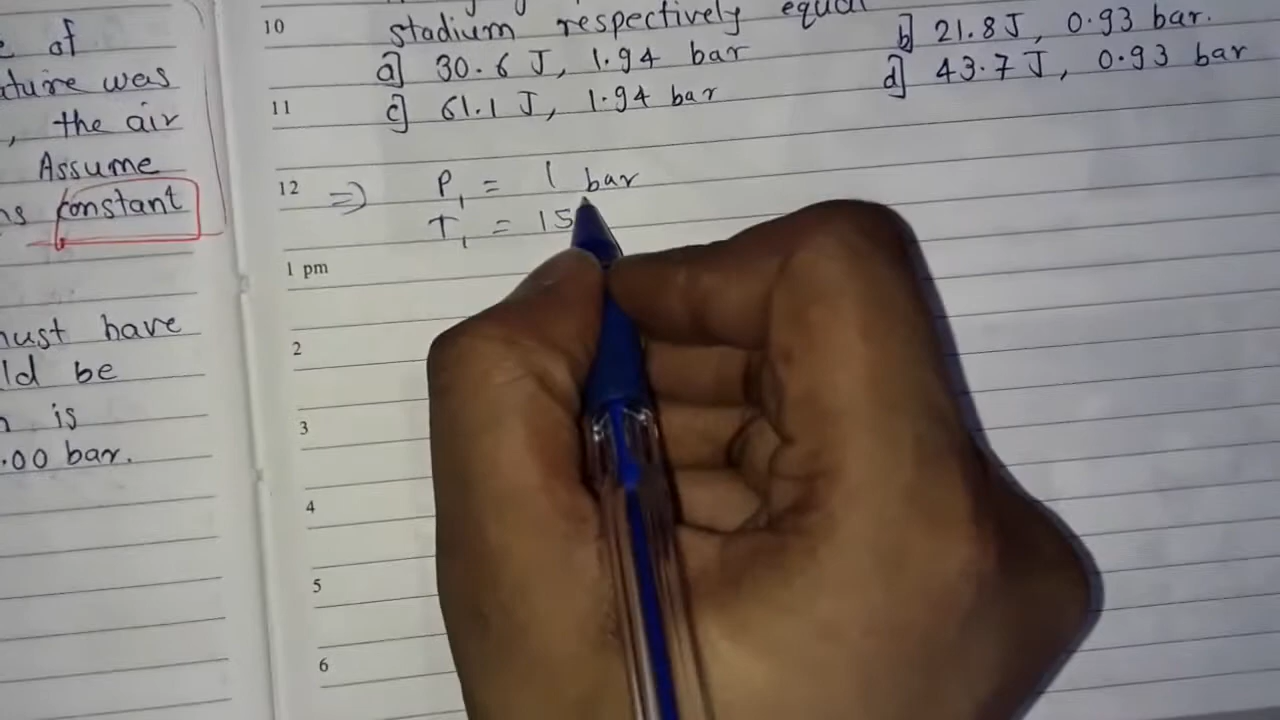 of
ture was
, the air
Assume
constant
must have
ld be
is
.00 bar.
10
stadium respectively equal
a] 30.6 J, 1.94 bar
b] 21.8 J, 0.93 bar.
11
c] 61.1 J, 1.94 bar
d] 43.7 J, 0.93 bar
12 => P₁ = 1 bar
T₁ = 15
1 pm
2
3
4
5
6